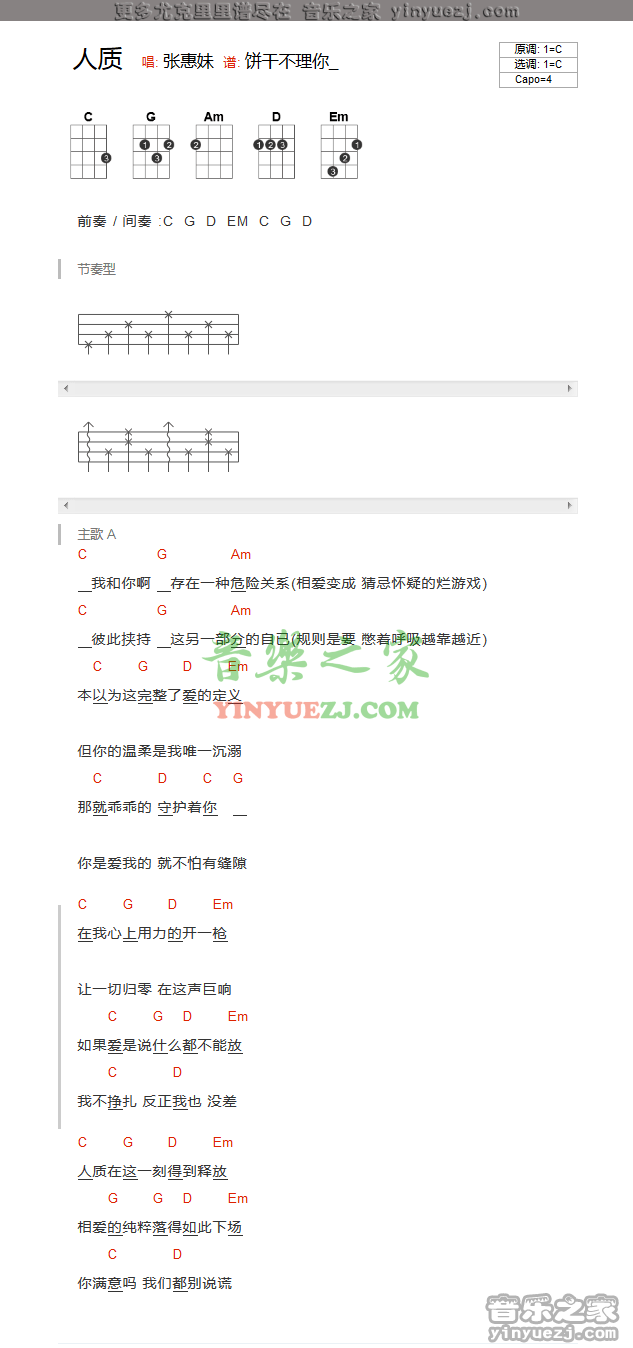 更多尤克里里谱尽在 音乐之家 yinyuezj.com
人质 唱: 张惠妹 谱: 饼干不理你_
原调: 1=C
选调: 1=C
Capo=4
C G Am D Em
3 1 2 3 2 1 2 3 1 2 3
前奏 / 间奏 :C G D EM C G D
节奏型
主歌 A
C G Am
__我和你啊 __存在一种危险关系(相爱变成 猜忌怀疑的烂游戏)
C G Am
__彼此挟持 __这另一部分的自己(规则是要 憋着呼吸越靠越近)
音樂之家
C G D Em
本以为这完整了爱的定义
YINYUEZJ.COM
但你的温柔是我唯一沉溺
C D C G
那就乖乖的 守护着你 __
你是爱我的 就不怕有缝隙
C G D Em
在我心上用力的开一枪
让一切归零 在这声巨响
C G D Em
如果爱是说什么都不能放
C D
我不挣扎 反正我也 没差
C G D Em
人质在这一刻得到释放
G G D Em
相爱的纯粹落得如此下场
C D
你满意吗 我们都别说谎
音乐之家
yinyuezj.com